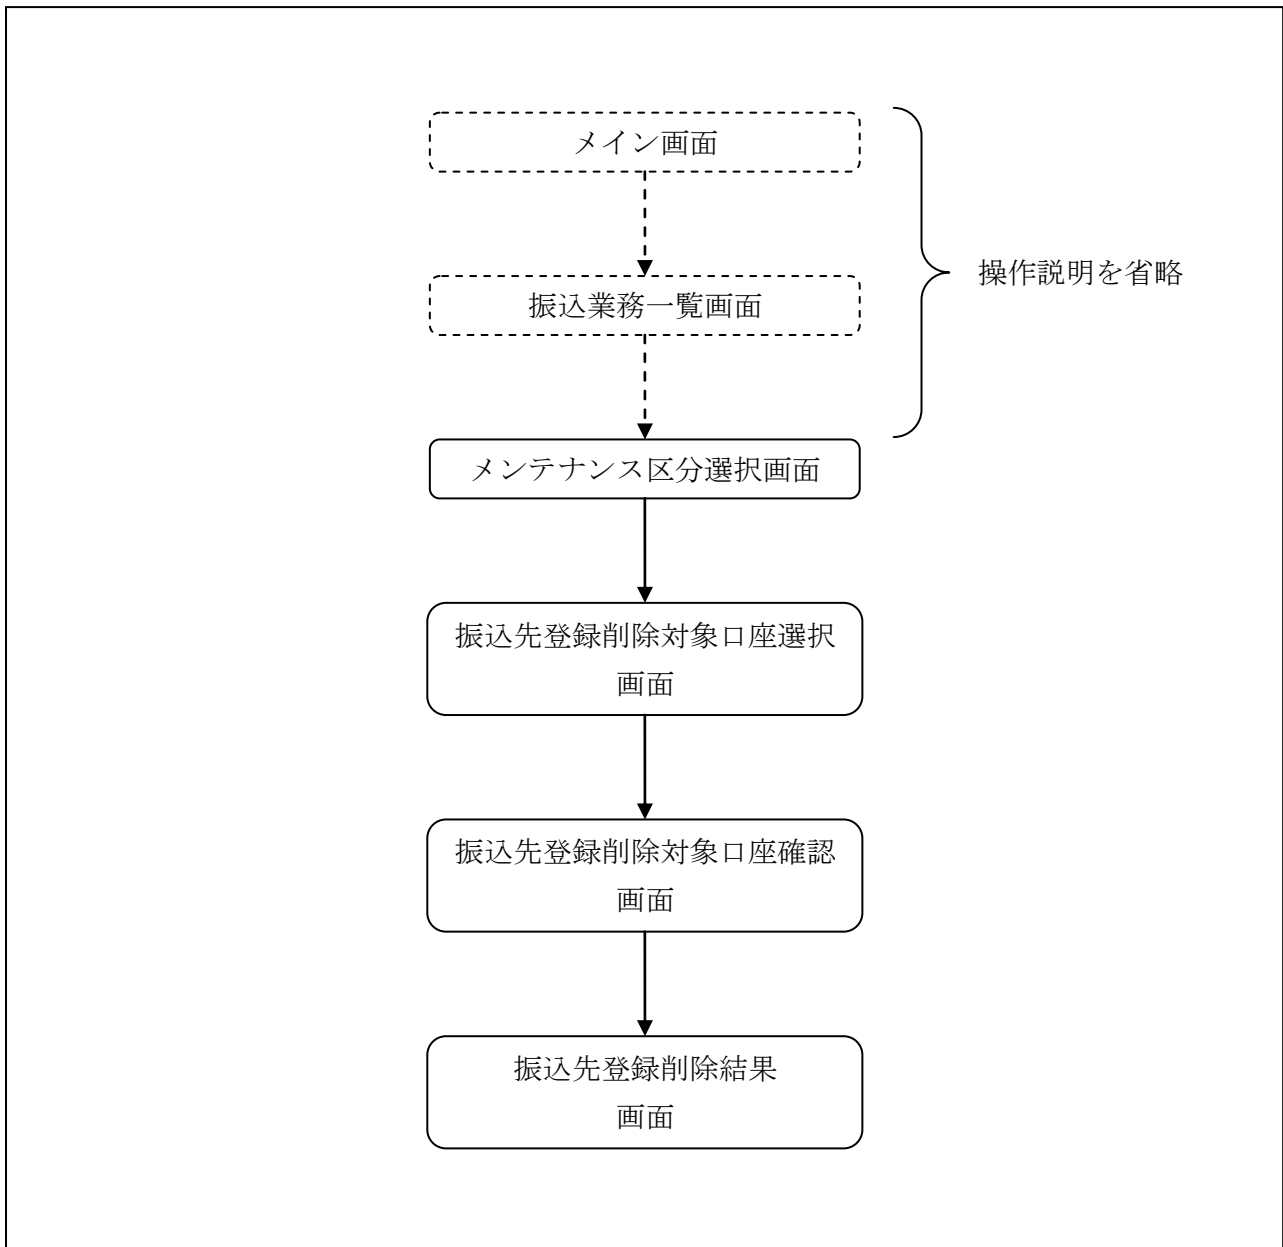 メイン画面
振込業務一覧画面
操作説明を省略
メンテナンス区分選択画面
振込先登録削除対象口座選択
画面
振込先登録削除対象口座確認
画面
振込先登録削除結果
画面